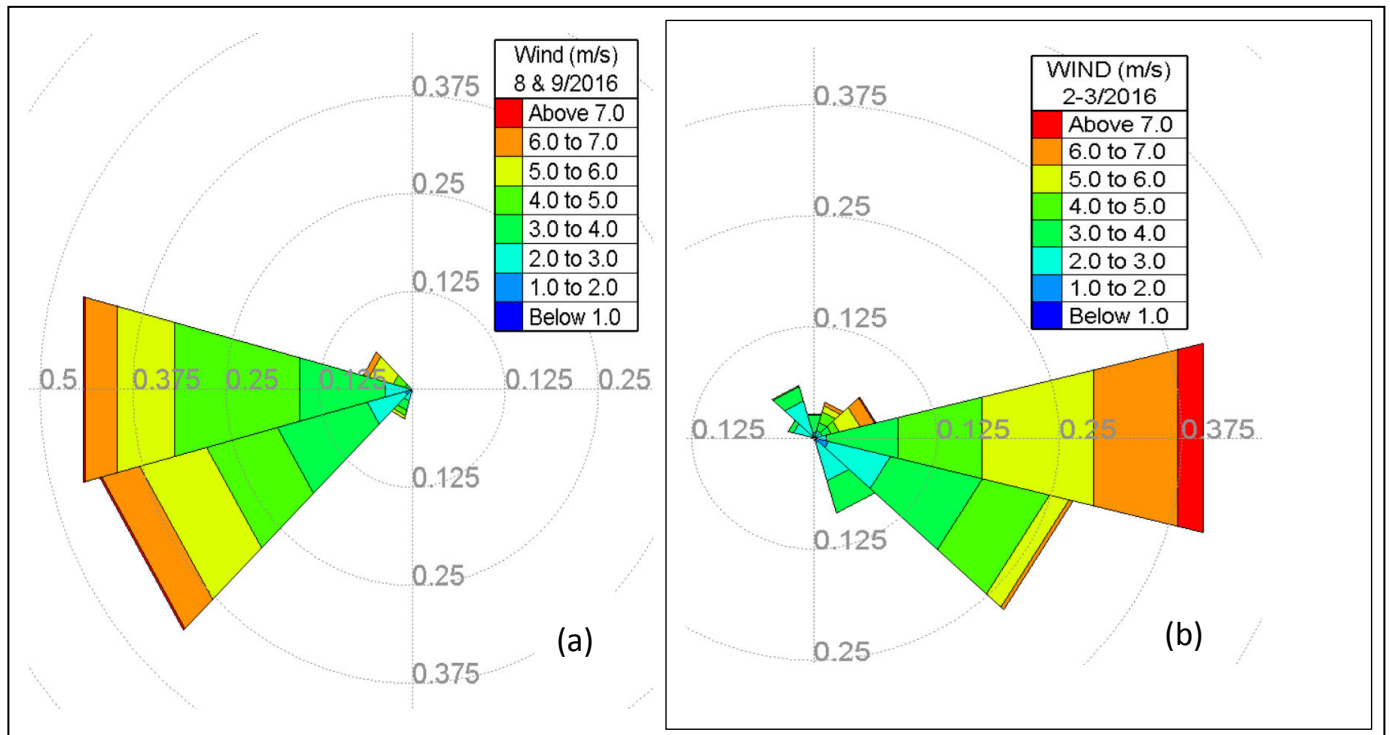 Wind (m/s)
8 & 9/2016
Above 7.0
6.0 to 7.0
5.0 to 6.0
4.0 to 5.0
3.0 to 4.0
2.0 to 3.0
1.0 to 2.0
Below 1.0
0.375
0.25
0.125
0.5 0.375 0.25 0.125 0.125 0.25
0.125
0.25
0.375
(a)
WIND (m/s)
2-3/2016
Above 7.0
6.0 to 7.0
5.0 to 6.0
4.0 to 5.0
3.0 to 4.0
2.0 to 3.0
1.0 to 2.0
Below 1.0
0.375
0.25
0.125
0.125 0.125 0.25 0.375
0.125
0.25
(b)